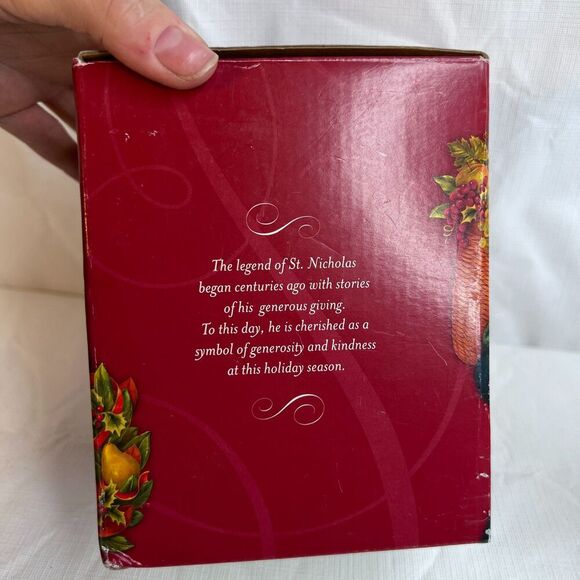 The legend of St. Nicholas
began centuries ago with stories
of his generous giving.
To this day, he is cherished as a
symbol of generosity and kindness
at this holiday season.